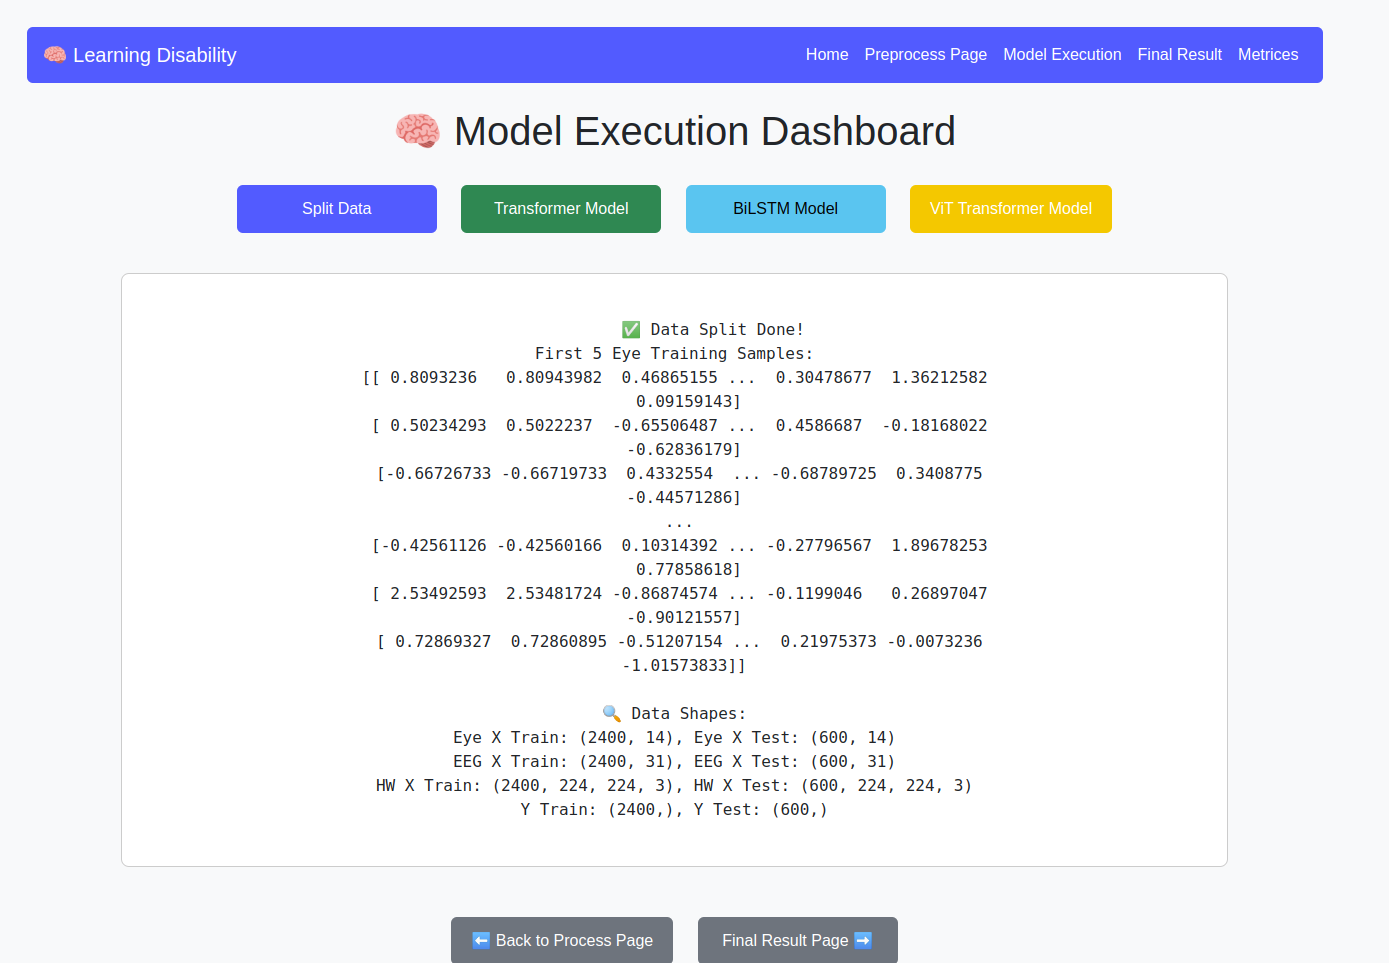 🧠 Learning Disability
Home Preprocess Page Model Execution Final Result Metrices
🧠 Model Execution Dashboard
Split Data Transformer Model BiLSTM Model ViT Transformer Model
✅ Data Split Done!
First 5 Eye Training Samples:
[[ 0.8093236   0.80943982  0.46865155 ...  0.30478677  1.36212582
0.09159143]
[ 0.50234293  0.5022237  -0.65506487 ...  0.4586687  -0.18168022
-0.62836179]
[-0.66726733 -0.66719733  0.4332554  ... -0.68789725  0.3408775
-0.44571286]
...
[-0.42561126 -0.42560166  0.10314392 ... -0.27796567  1.89678253
0.77858618]
[ 2.53492593  2.53481724 -0.86874574 ... -0.1199046   0.26897047
-0.90121557]
[ 0.72869327  0.72860895 -0.51207154 ...  0.21975373 -0.0073236
-1.01573833]]
🔍 Data Shapes:
Eye X Train: (2400, 14), Eye X Test: (600, 14)
EEG X Train: (2400, 31), EEG X Test: (600, 31)
HW X Train: (2400, 224, 224, 3), HW X Test: (600, 224, 224, 3)
Y Train: (2400,), Y Test: (600,)
⬅️ Back to Process Page Final Result Page ➡️